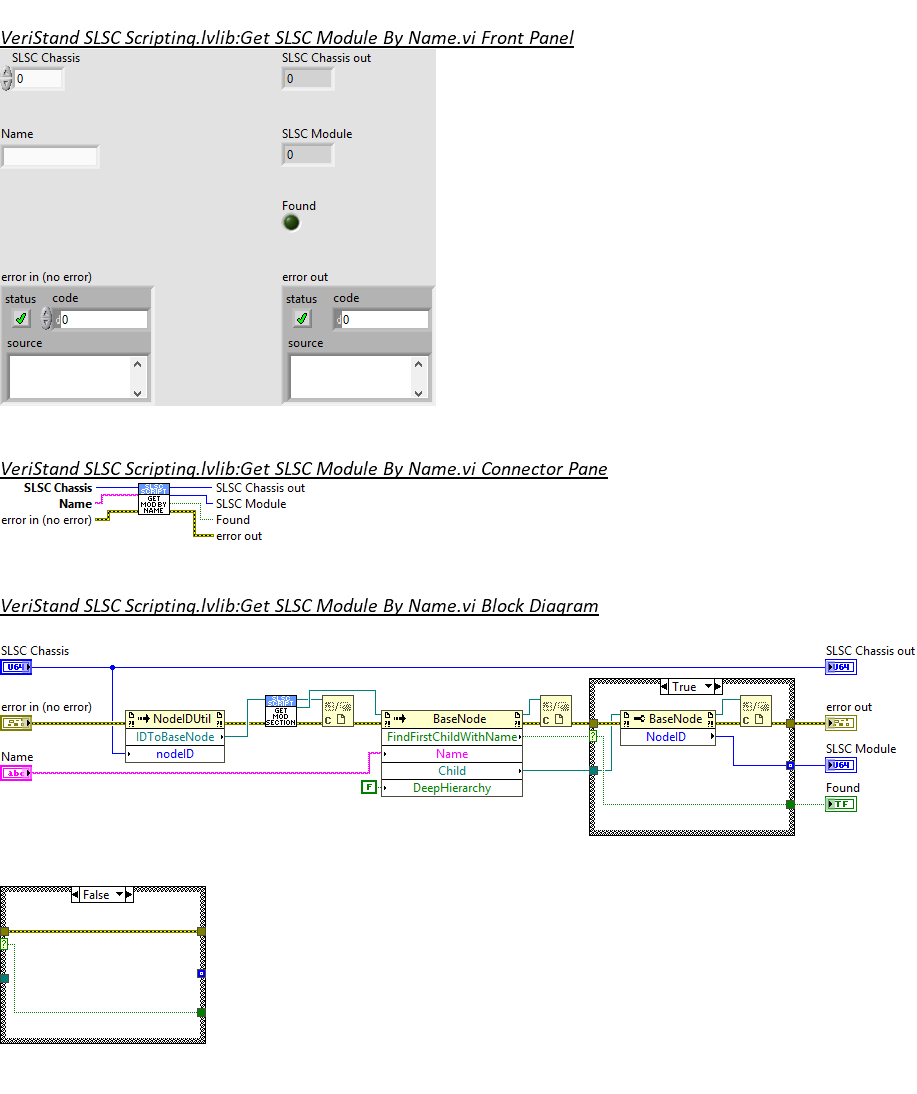 VeriStand SLSC Scripting.lvlib:Get SLSC Module By Name.vi Front Panel
SLSC Chassis
SLSC Chassis out
0
0
Name
SLSC Module
0
Found
error in (no error)
error out
status code
status code
d0
d0
source
source
VeriStand SLSC Scripting.lvlib:Get SLSC Module By Name.vi Connector Pane
SLSC Chassis
Name
error in (no error)
SLSC SCRIPT
GET
MOD BY
NAME
SLSC Chassis out
SLSC Module
Found
error out
VeriStand SLSC Scripting.lvlib:Get SLSC Module By Name.vi Block Diagram
SLSC Chassis
U64
SLSC Chassis out
U64
error in (no error)
Name
abc
NodeIDUtil
IDToBaseNode
nodeID
SLSC
SCRIPT
GET
MOD
SECTION
C
BaseNode
FindFirstChildWithName
Name
Child
DeepHierarchy
F
C
True
?
BaseNode
NodeID
C
error out
SLSC Module
U64
Found
TF
False
?